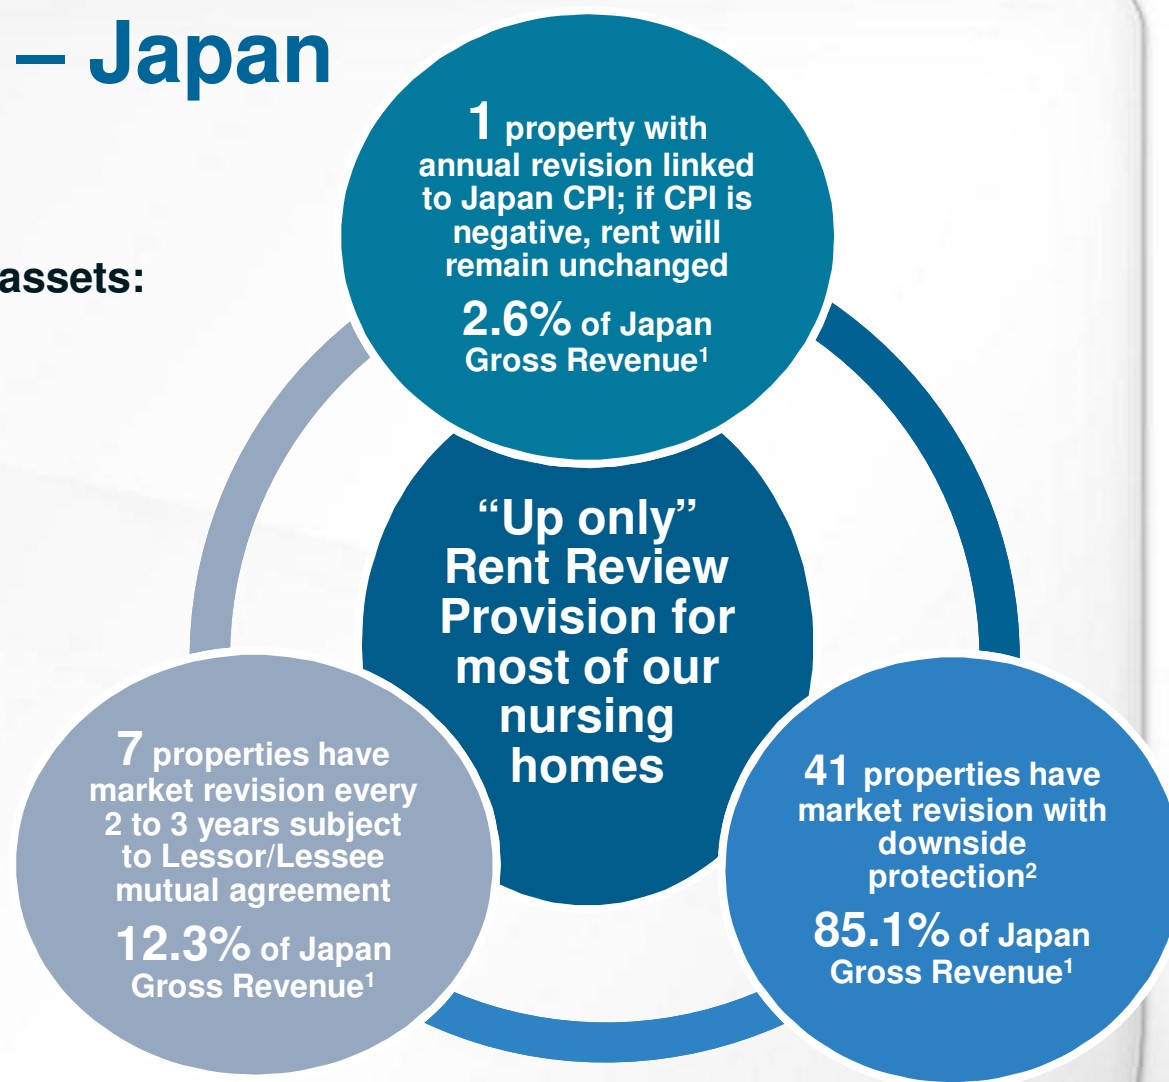 – Japan
assets:
1 property with
annual revision linked
to Japan CPI; if CPI is
negative, rent will
remain unchanged
2.6% of Japan
Gross Revenue¹
“Up only”
Rent Review
Provision for
most of our
nursing
homes
7 properties have
market revision every
2 to 3 years subject
to Lessor/Lessee
mutual agreement
12.3% of Japan
Gross Revenue¹
41 properties have
market revision with
downside
protection²
85.1% of Japan
Gross Revenue¹